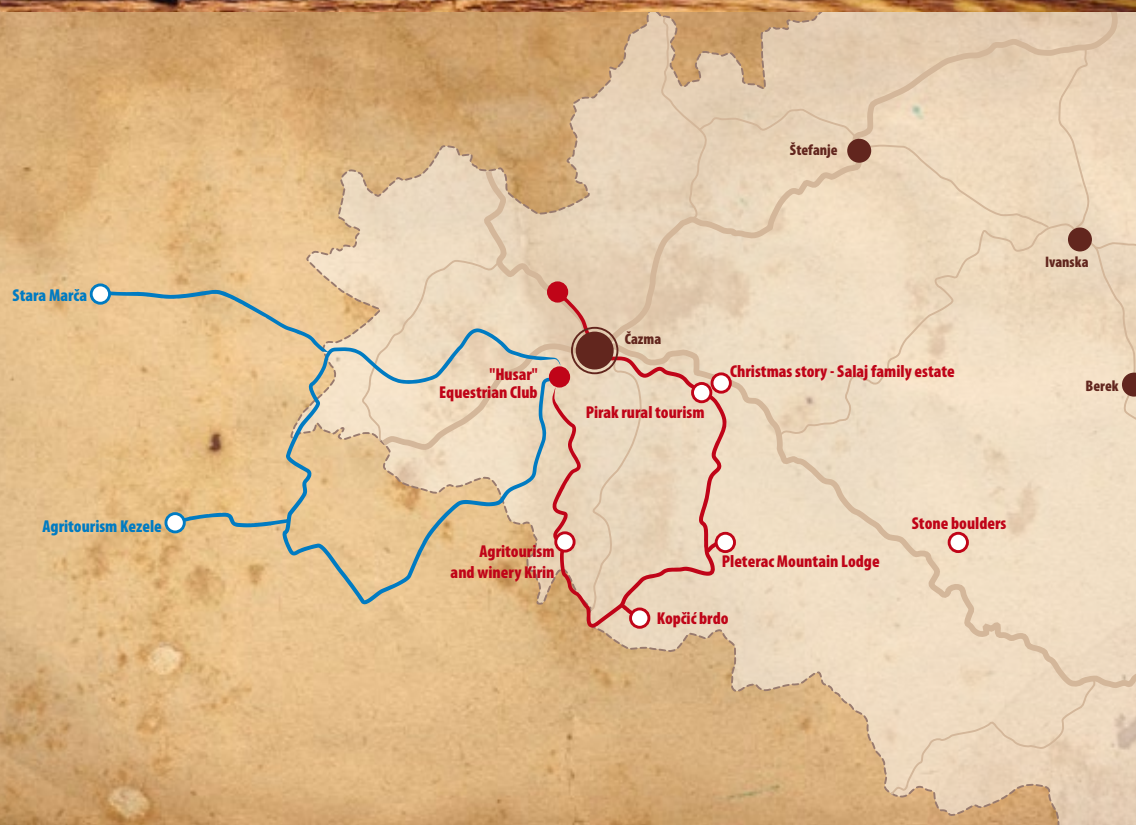 Štefanje
Ivanska
Stara Marča
Čazma
"Husar"
Equestrian Club
Christmas story - Salaj family estate
Berek
Pirak rural tourism
Agritourism Kezele
Stone boulders
Agritourism
and winery Kirin
Pleterac Mountain Lodge
Kopčić brdo